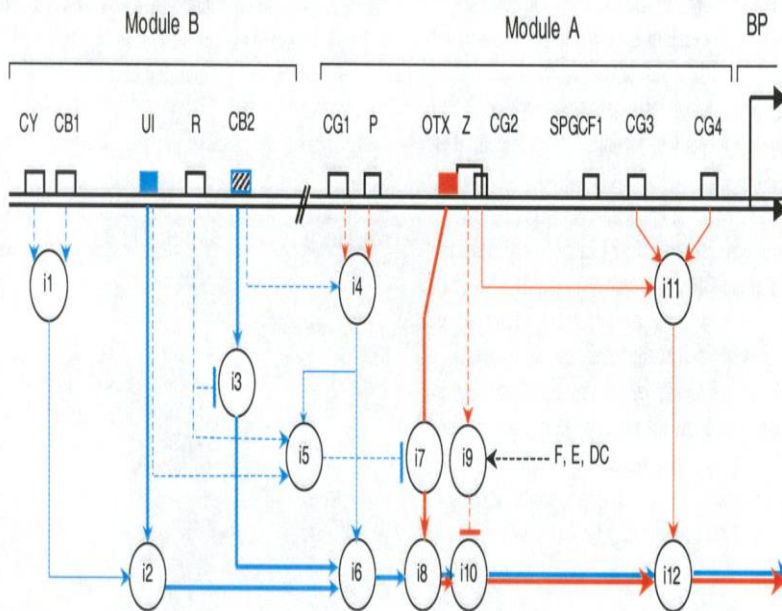 Module B Module A BP
CY CB1 UI R CB2 CG1 P OTX Z CG2 SPGCF1 CG3 CG4
i1 i4 i11
i3
i5 i7 i9 F, E, DC
i2 i6 i8 i10 i12